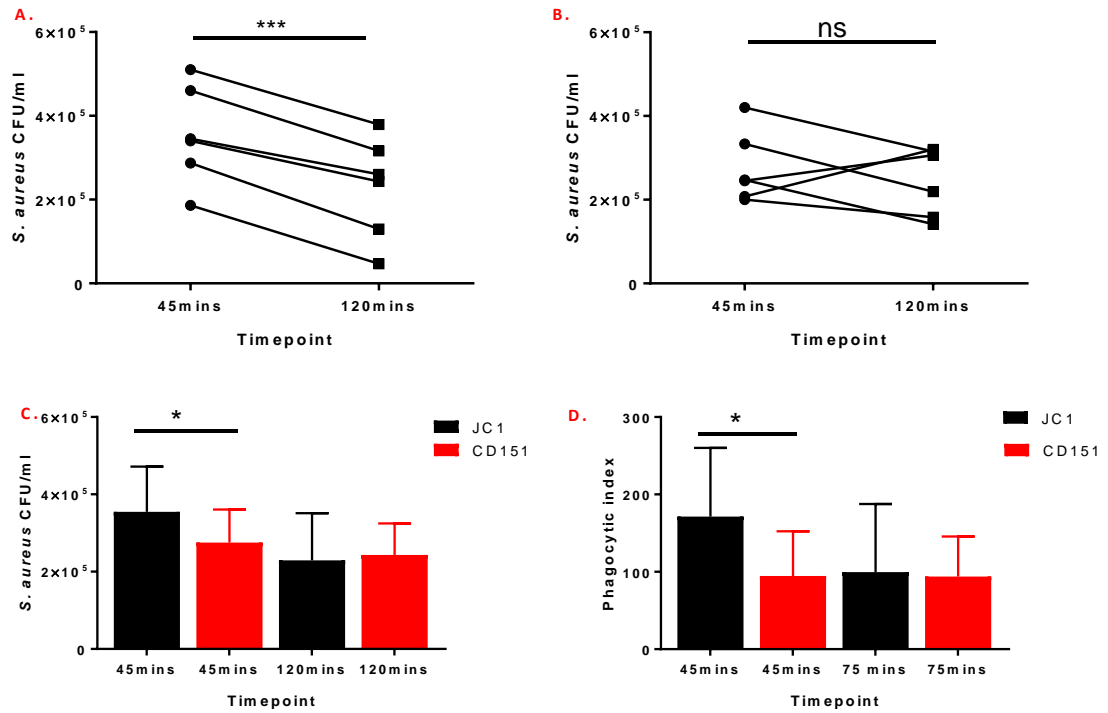 A.
***
6×10⁵
4×10⁵
2×10⁵
0
S. aureus CFU/ml
45mins 120mins
Timepoint
B.
ns
6×10⁵
4×10⁵
2×10⁵
0
S. aureus CFU/ml
45mins 120mins
Timepoint
C.
*
6×10⁵
4×10⁵
2×10⁵
0
S. aureus CFU/ml
JC1
CD151
45mins 45mins 120mins 120mins
Timepoint
D.
*
300
200
100
0
Phagocytic index
JC1
CD151
45mins 45mins 75 mins 75mins
Timepoint